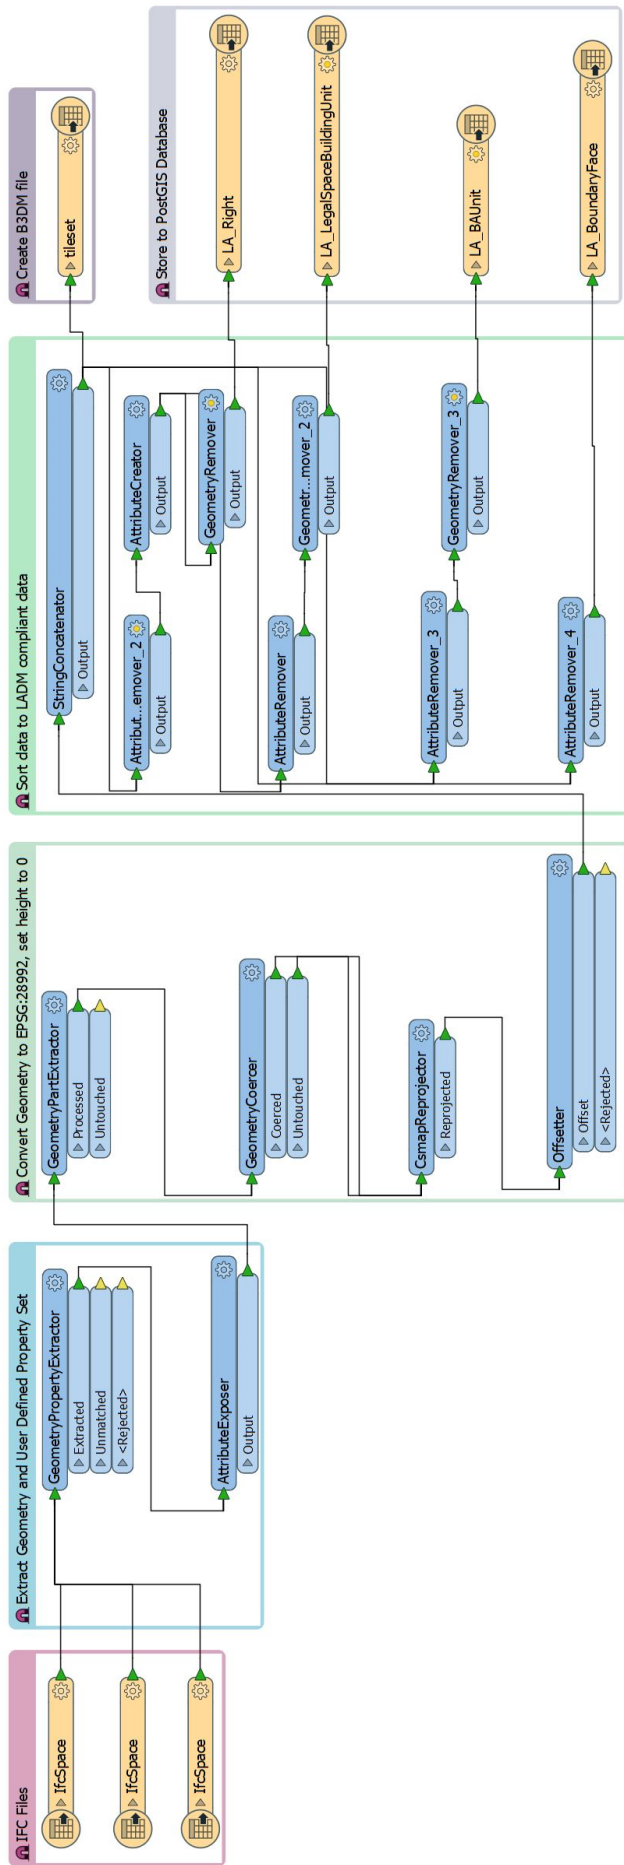 IFC Files
IfcSpace
IfcSpace
IfcSpace
Extract Geometry and User Defined Property Set
GeometryPropertyExtractor
Extracted
Unmatched
<Rejected>
AttributeExposer
Output
Convert Geometry to EPSG:28992, set height to 0
GeometryPartExtractor
Processed
Untouched
GeometryCoercer
Coerced
Untouched
CsmapReprojector
Reprojected
Offsetter
Offset
<Rejected>
Sort data to LADM compliant data
StringConcatenator
Output
Attribut...emover_2
Output
AttributeCreator
Output
GeometryRemover
Output
AttributeRemover
Output
Geometr...mover_2
Output
AttributeRemover_3
Output
GeometryRemover_3
Output
AttributeRemover_4
Output
Create B3DM file
tileset
Store to PostGIS Database
LA_Right
LA_LegalSpaceBuildingUnit
LA_BAUnit
LA_BoundaryFace